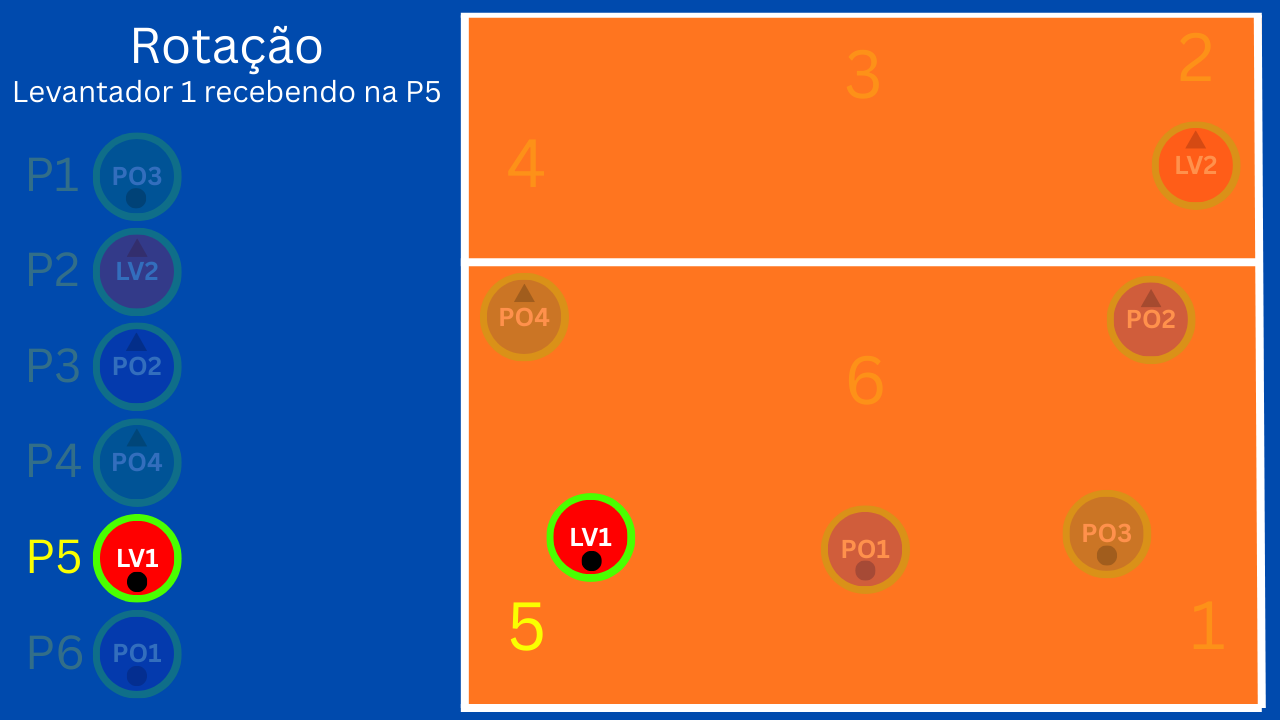 Rotação
Levantador 1 recebendo na P5
P1 PO3
P2 LV2
P3 PO2
P4 PO4
P5 LV1
P6 PO1
2
3
4
LV2
PO4
PO2
6
LV1
PO1
PO3
5
1